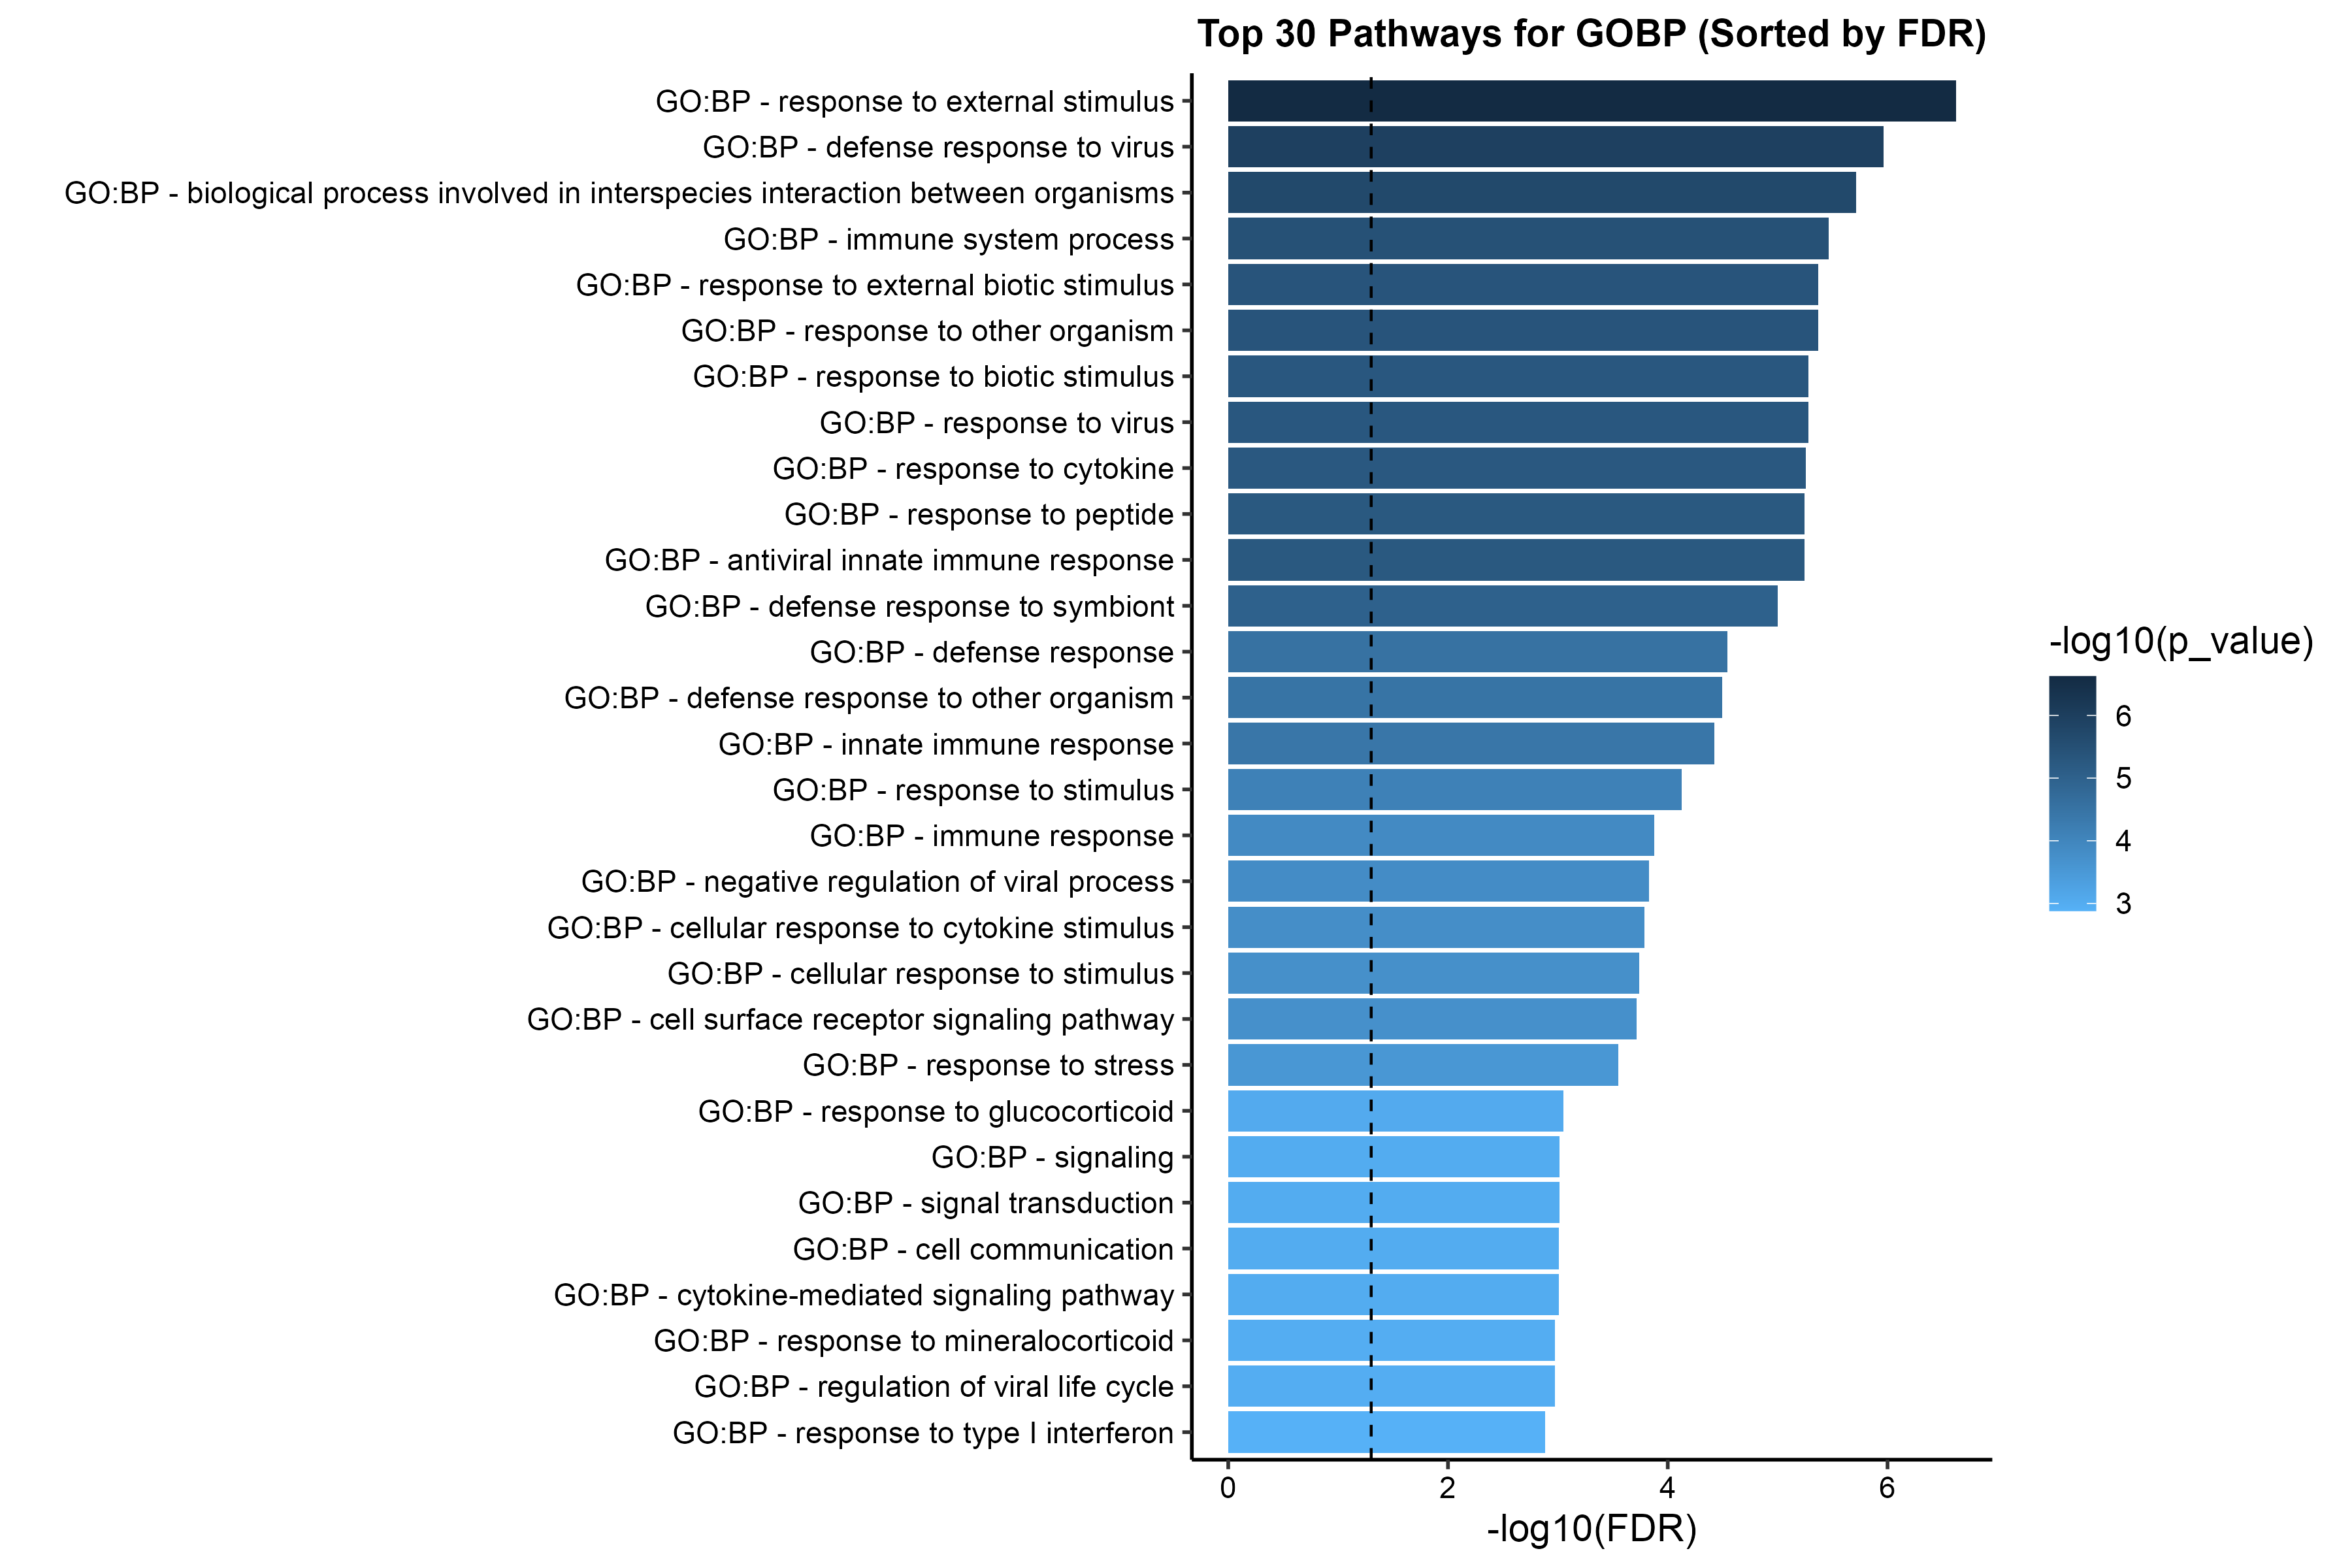 Top 30 Pathways for GOBP (Sorted by FDR)
GO:BP - response to external stimulus
GO:BP - defense response to virus
GO:BP - biological process involved in interspecies interaction between organisms
GO:BP - immune system process
GO:BP - response to external biotic stimulus
GO:BP - response to other organism
GO:BP - response to biotic stimulus
GO:BP - response to virus
GO:BP - response to cytokine
GO:BP - response to peptide
GO:BP - antiviral innate immune response
GO:BP - defense response to symbiont
GO:BP - defense response
GO:BP - defense response to other organism
GO:BP - innate immune response
GO:BP - response to stimulus
GO:BP - immune response
GO:BP - negative regulation of viral process
GO:BP - cellular response to cytokine stimulus
GO:BP - cellular response to stimulus
GO:BP - cell surface receptor signaling pathway
GO:BP - response to stress
GO:BP - response to glucocorticoid
GO:BP - signaling
GO:BP - signal transduction
GO:BP - cell communication
GO:BP - cytokine-mediated signaling pathway
GO:BP - response to mineralocorticoid
GO:BP - regulation of viral life cycle
GO:BP - response to type I interferon
0 2 4 6
-log10(FDR)
-log10(p_value)
6
5
4
3